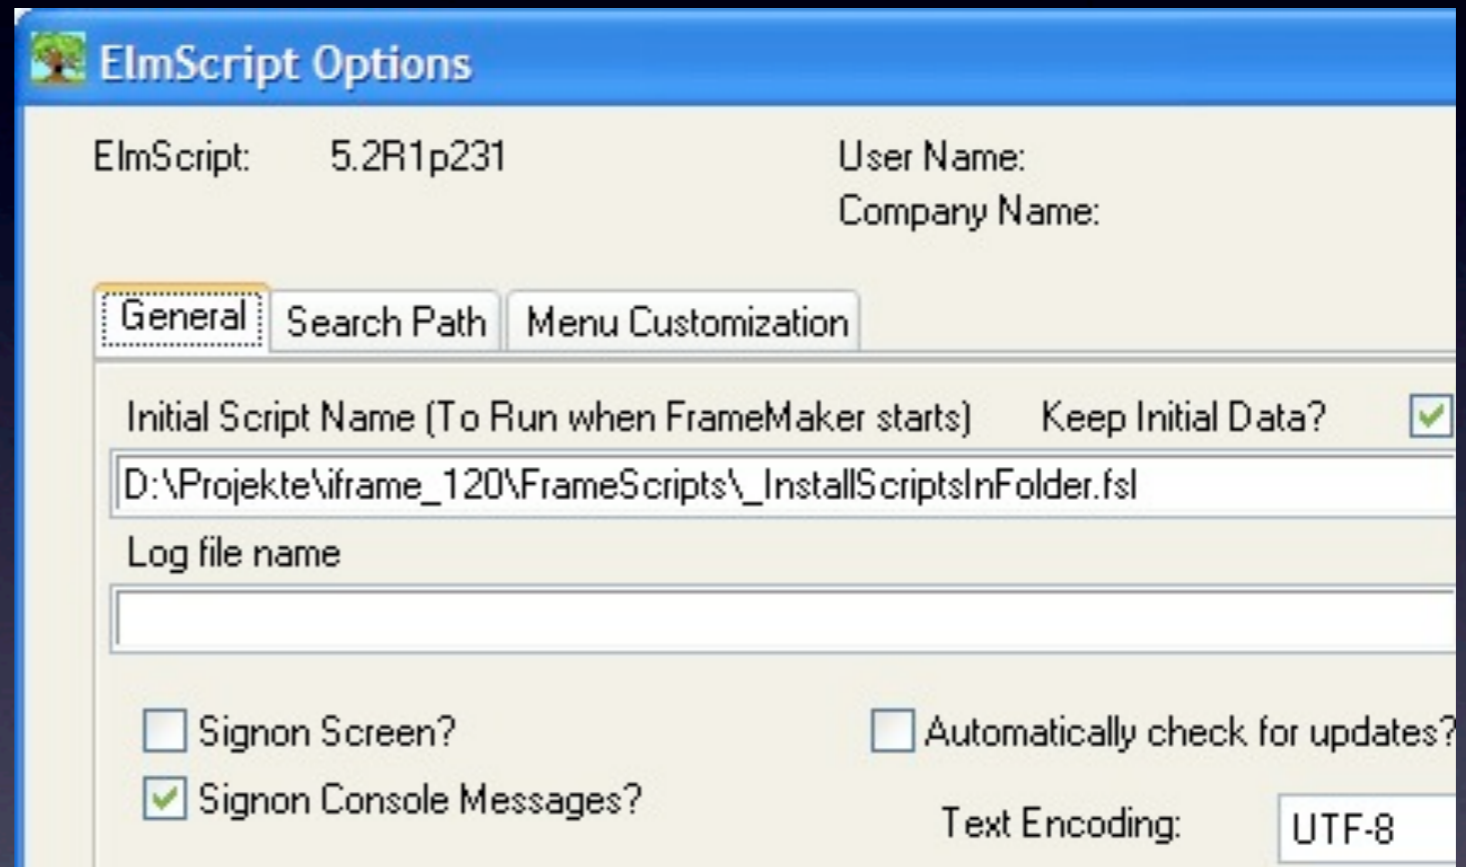 ElmScript Options
ElmScript: 5.2R1p231 User Name:
Company Name:
General Search Path Menu Customization
Initial Script Name (To Run when FrameMaker starts) Keep Initial Data?
D:\Projekte\iframe_120\FrameScripts\_InstallScriptsInFolder.fsl
Log file name
Signon Screen? Automatically check for updates?
Signon Console Messages?
Text Encoding: UTF-8